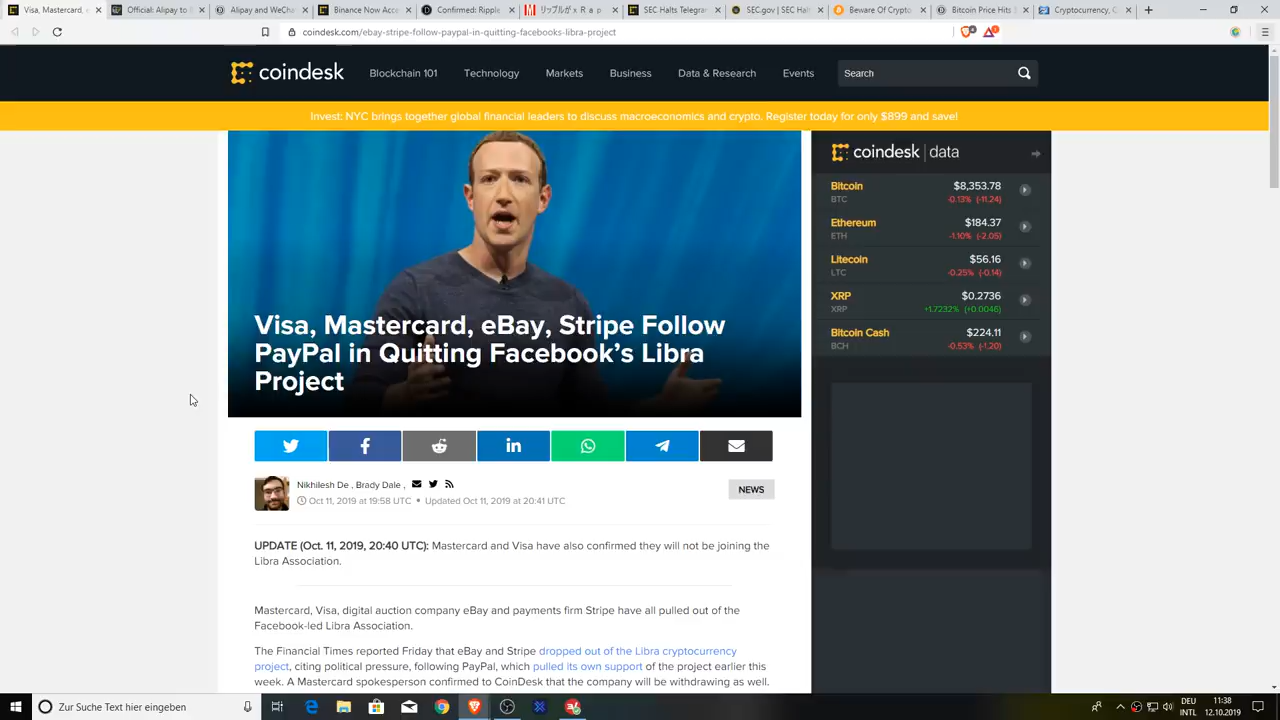 Visa, Mastercard, e
Official: Alipay to B
Alipay and WeCha
Binance Now Acce
Confirmed: Ripple
リップルが x R a p
SEC Halts Telegram
SEC.gov | SEC Halt
Beware Of Crypto
Bitcoin Price Hits
Cryptocurrency, C
coindesk.com/ebay-stripe-follow-paypal-in-quitting-facebooks-libra-project
coindesk
Blockchain 101
Technology
Markets
Business
Data & Research
Events
Search
Invest: NYC brings together global financial leaders to discuss macroeconomics and crypto. Register today for only $899 and save!
Visa, Mastercard, eBay, Stripe Follow
PayPal in Quitting Facebook's Libra
Project
Nikhilesh De , Brady Dale ,
Oct 11, 2019 at 19:58 UTC • Updated Oct 11, 2019 at 20:41 UTC
NEWS
UPDATE (Oct. 11, 2019, 20:40 UTC): Mastercard and Visa have also confirmed they will not be joining the
Libra Association.
Mastercard, Visa, digital auction company eBay and payments firm Stripe have all pulled out of the
Facebook-led Libra Association.
The Financial Times reported Friday that eBay and Stripe dropped out of the Libra cryptocurrency
project, citing political pressure, following PayPal, which pulled its own support of the project earlier this
week. A Mastercard spokesperson confirmed to CoinDesk that the company will be withdrawing as well.
coindesk | data
Bitcoin $8,353.78
BTC -0.13% (-11.24)
Ethereum $184.37
ETH -1.10% (-2.05)
Litecoin $56.16
LTC -0.25% (-0.14)
XRP $0.2736
XRP +1.7232% (+0.0046)
Bitcoin Cash $224.11
BCH -0.53% (-1.20)
Zur Suche Text hier eingeben
DEU
INTL
11:38
12.10.2019